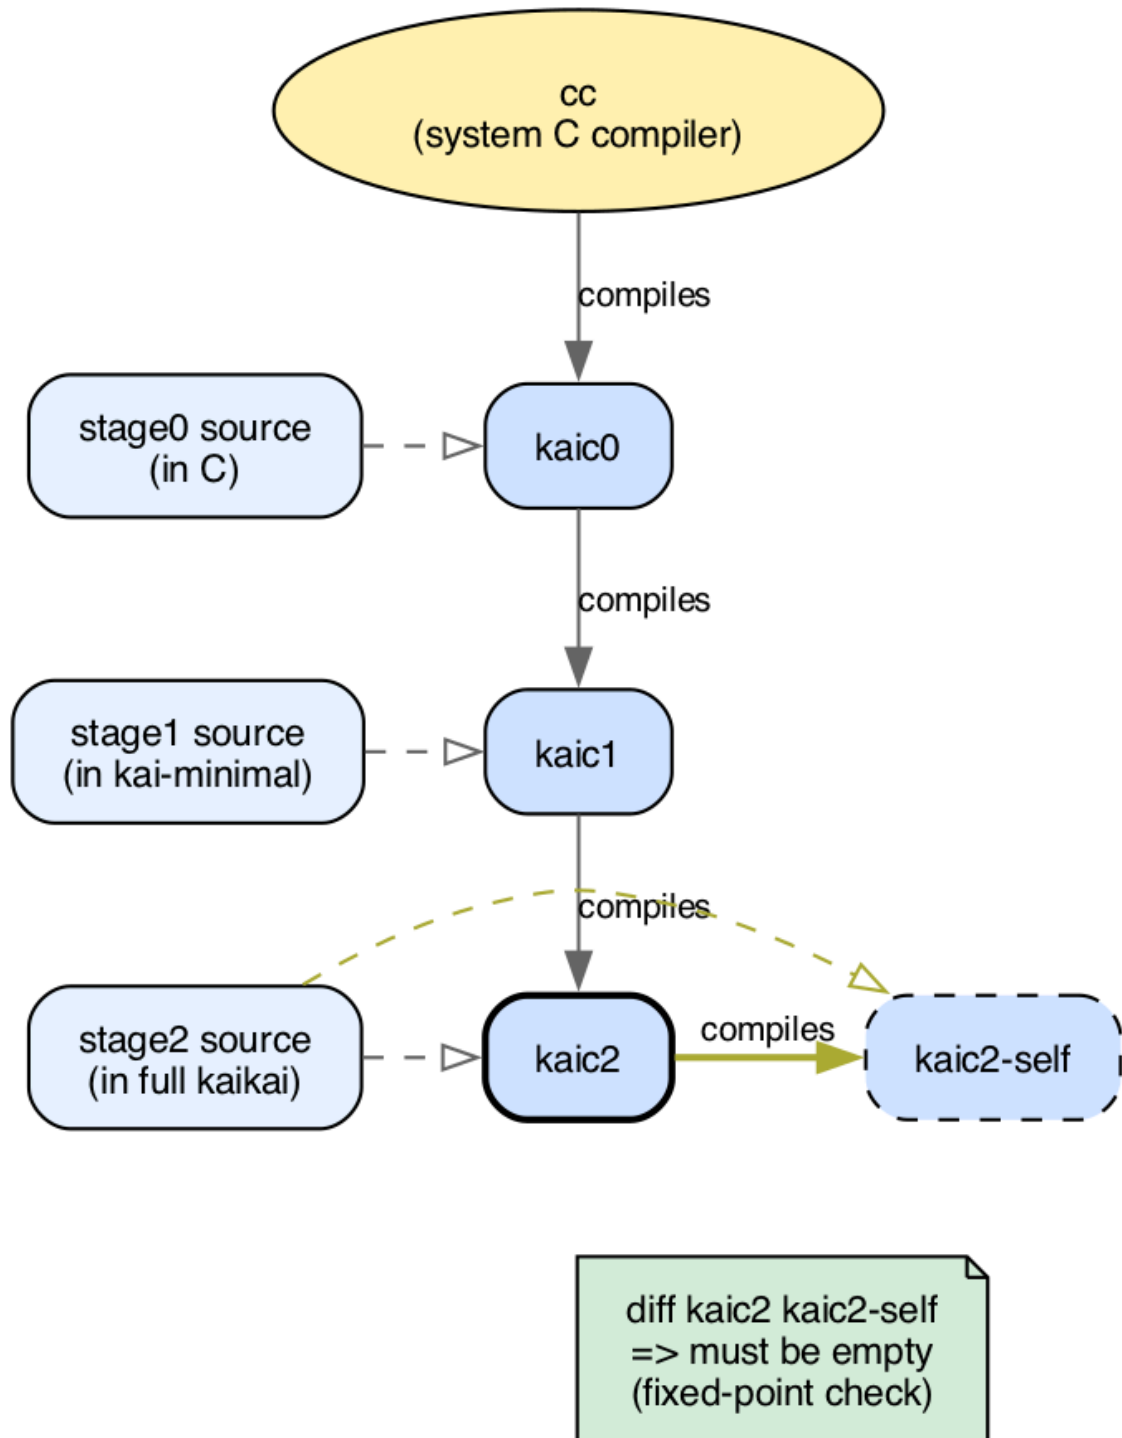 cc
(system C compiler)
compiles
stage0 source
(in C)
kaic0
compiles
stage1 source
(in kai-minimal)
kaic1
compiles
stage2 source
(in full kaikai)
kaic2
compiles
kaic2-self
diff kaic2 kaic2-self
=> must be empty
(fixed-point check)